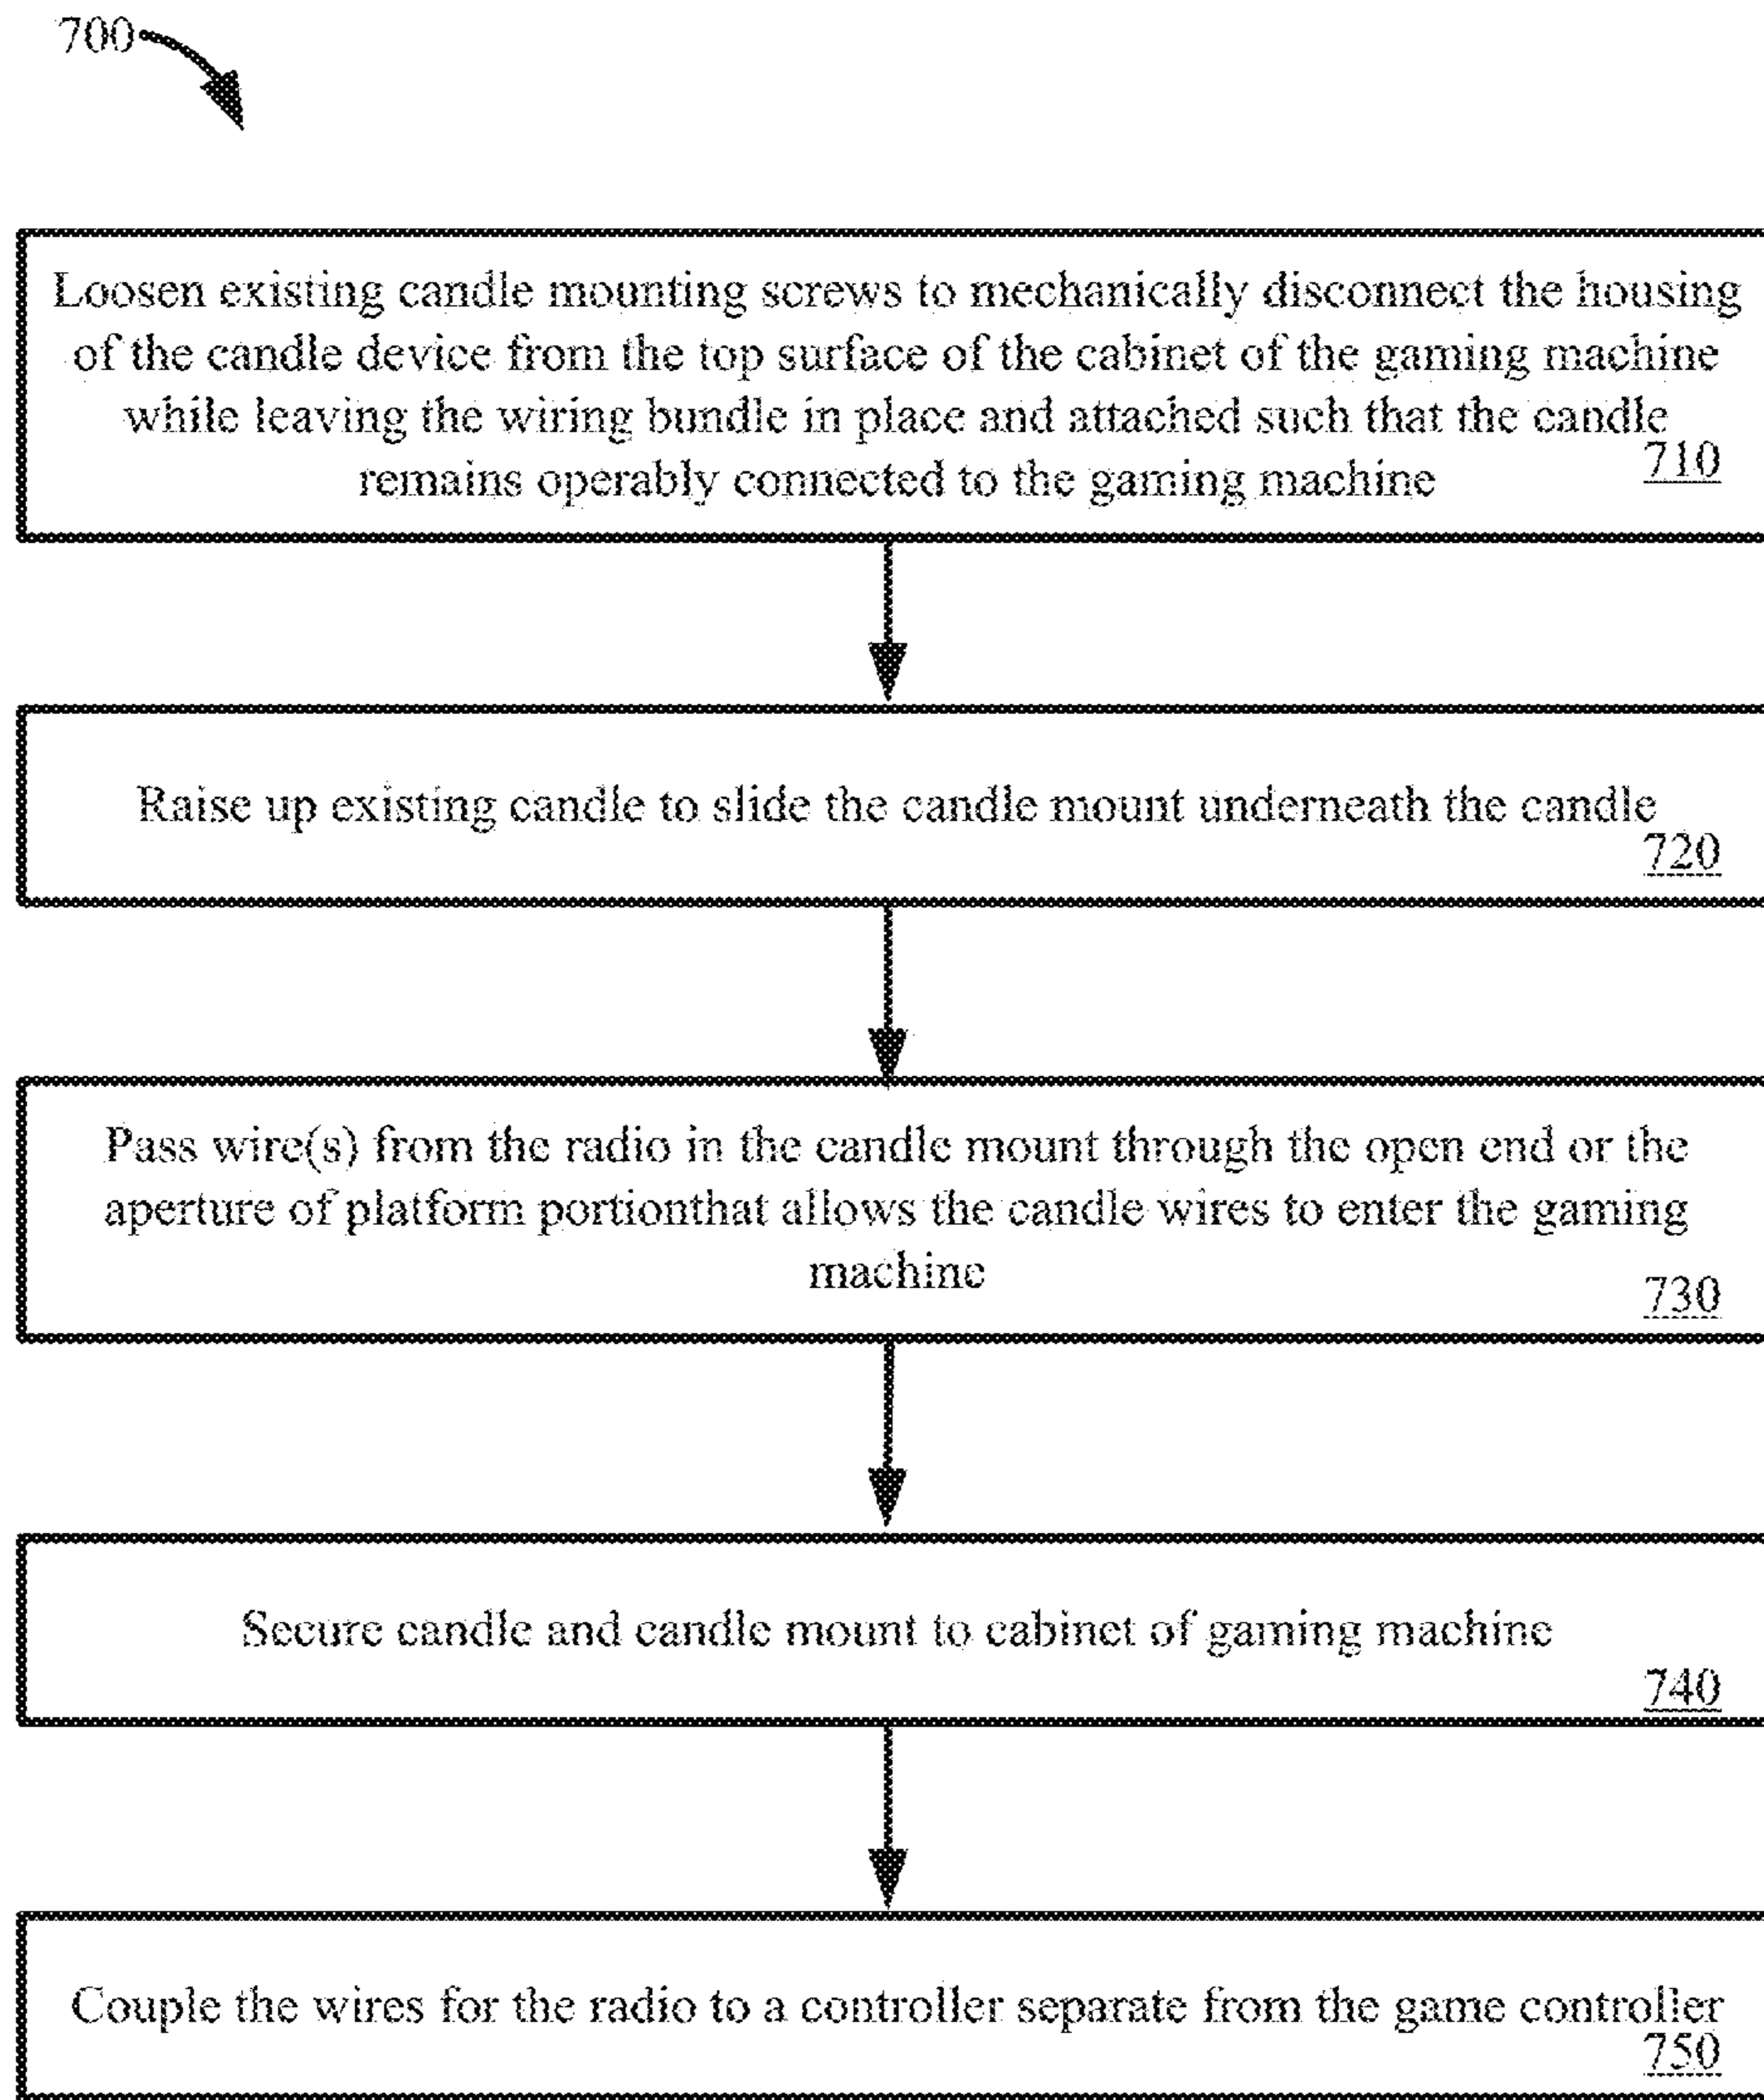 700
Loosen existing candle mounting screws to mechanically disconnect the housing
of the candle device from the top surface of the cabinet of the gaming machine
while leaving the wiring bundle in place and attached such that the candle
remains operably connected to the gaming machine
710
Raise up existing candle to slide the candle mount underneath the candle
720
Pass wire(s) from the radio in the candle mount through the open end or the
aperture of platform portionthat allows the candle wires to enter the gaming
machine
730
Secure candle and candle mount to cabinet of gaming machine
740
Couple the wires for the radio to a controller separate from the game controller
750